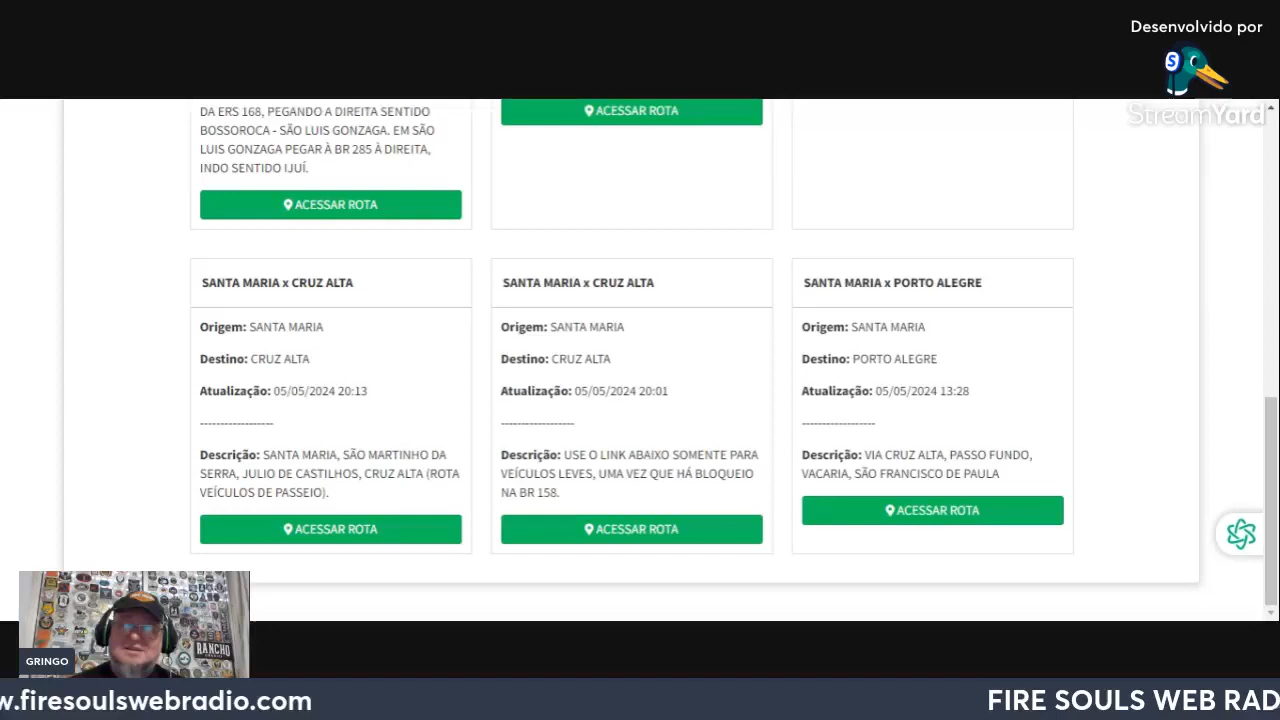 Desenvolvido por
S
StreamYard
DA ERS 168, PEGANDO A DIREITA SENTIDO
BOSSOROCA - SÃO LUIS GONZAGA. EM SÃO
LUIS GONZAGA PEGAR À BR 285 À DIREITA,
INDO SENTIDO IJUÍ.
ACESSAR ROTA
ACESSAR ROTA
SANTA MARIA x CRUZ ALTA
Origem: SANTA MARIA
Destino: CRUZ ALTA
Atualização: 05/05/2024 20:13
------------------
Descrição: SANTA MARIA, SÃO MARTINHO DA
SERRA, JULIO DE CASTILHOS, CRUZ ALTA (ROTA
VEÍCULOS DE PASSEIO).
ACESSAR ROTA
SANTA MARIA x CRUZ ALTA
Origem: SANTA MARIA
Destino: CRUZ ALTA
Atualização: 05/05/2024 20:01
------------------
Descrição: USE O LINK ABAIXO SOMENTE PARA
VEÍCULOS LEVES, UMA VEZ QUE HÁ BLOQUEIO
NA BR 158.
ACESSAR ROTA
SANTA MARIA x PORTO ALEGRE
Origem: SANTA MARIA
Destino: PORTO ALEGRE
Atualização: 05/05/2024 13:28
------------------
Descrição: VIA CRUZ ALTA, PASSO FUNDO,
VACARIA, SÃO FRANCISCO DE PAULA
ACESSAR ROTA
RANCHO
GRINGO
w.firesoulswebradio.com
FIRE SOULS WEB RAD